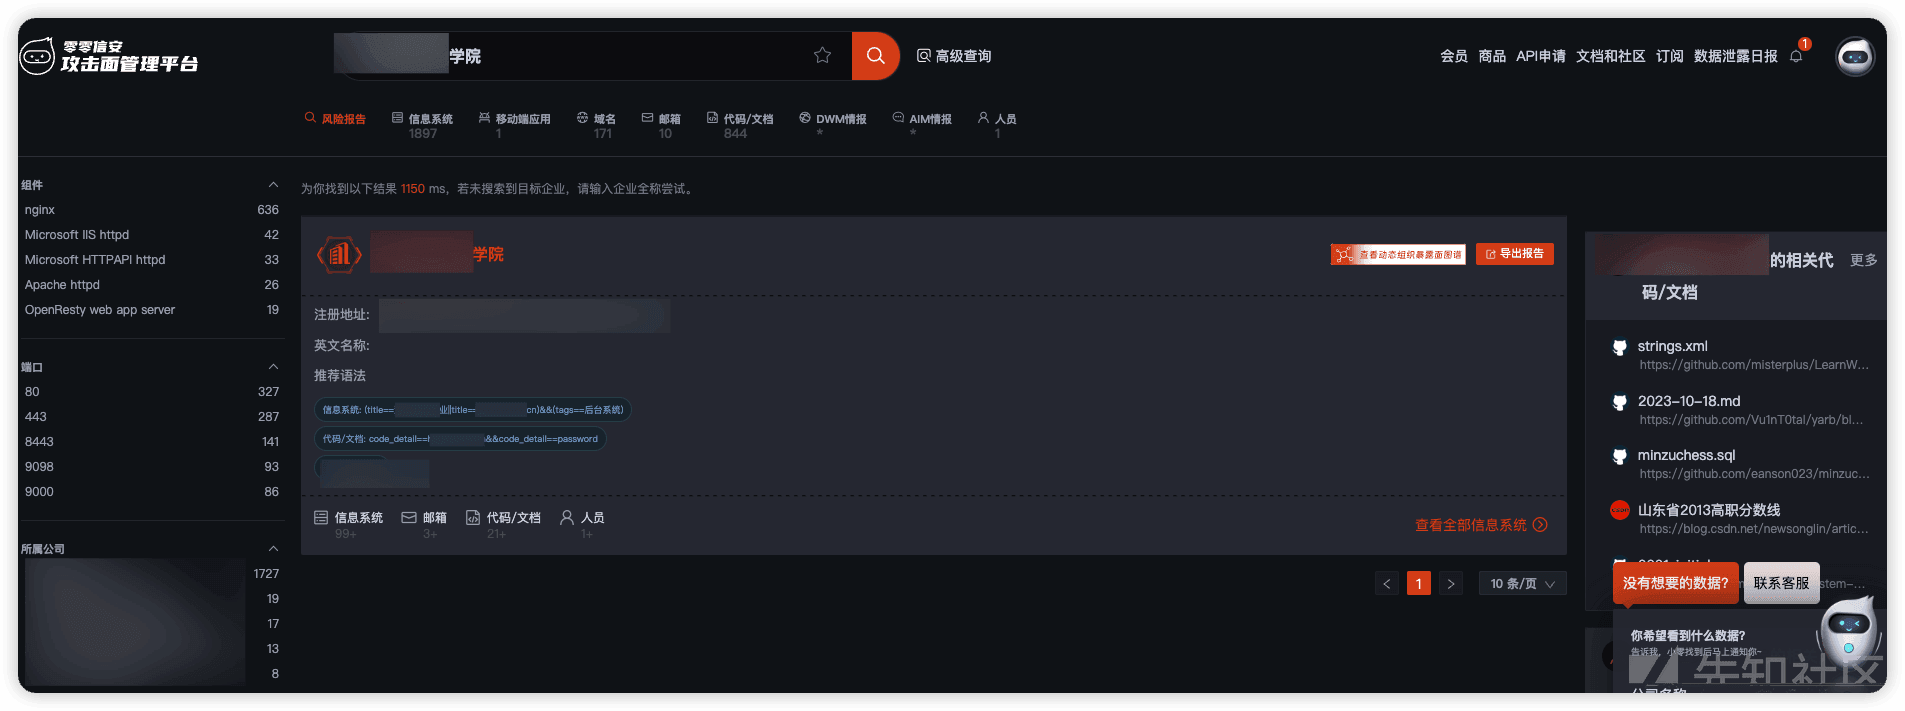 零零信安
攻击面管理平台
学院
高级查询
会员 商品 API申请 文档和社区 订阅 数据泄露日报
1
风险报告
信息系统
1897
移动端应用
1
域名
171
邮箱
10
代码/文档
844
DWM情报
*
AIM情报
*
人员
1
组件
nginx 636
Microsoft IIS httpd 42
Microsoft HTTPAPI httpd 33
Apache httpd 26
OpenResty web app server 19
端口
80 327
443 287
8443 141
9098 93
9000 86
所属公司
1727
19
17
13
8
为你找到以下结果 1150 ms，若未搜索到目标企业，请输入企业全称尝试。
学院
查看动态组织暴露面图谱
导出报告
注册地址:
英文名称:
推荐语法
信息系统: (title== 业||title== cn)&&(tags==后台系统)
代码/文档: code_detail==h &&code_detail==password
信息系统
99+
邮箱
3+
代码/文档
21+
人员
1+
查看全部信息系统
< 1 > 10 条/页
的相关代
码/文档
更多
strings.xml
https://github.com/misterplus/LearnW...
2023-10-18.md
https://github.com/Vu1nT0tal/yarb/bl...
minzuchess.sql
https://github.com/eanson023/minzuc...
山东省2013高职分数线
https://blog.csdn.net/newsonglin/artic...
stem-...
没有想要的数据?
联系客服
你希望看到什么数据?
告诉我，小零找到后马上通知你~
公司名称
先知社区